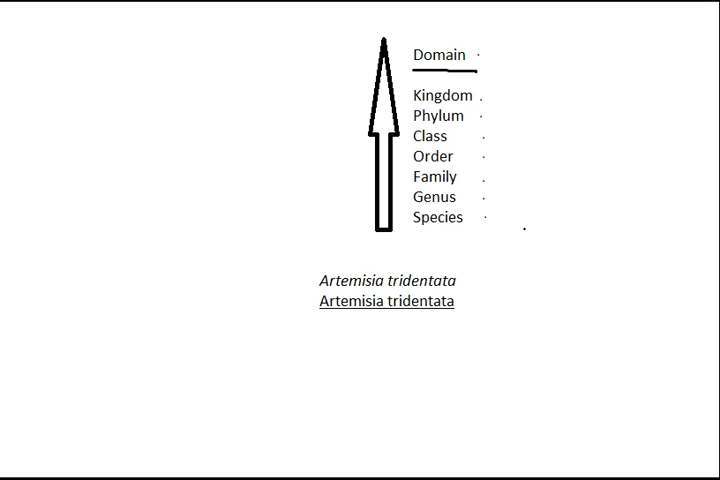 Domain
Kingdom
Phylum
Class
Order
Family
Genus
Species
Artemisia tridentata
Artemisia tridentata